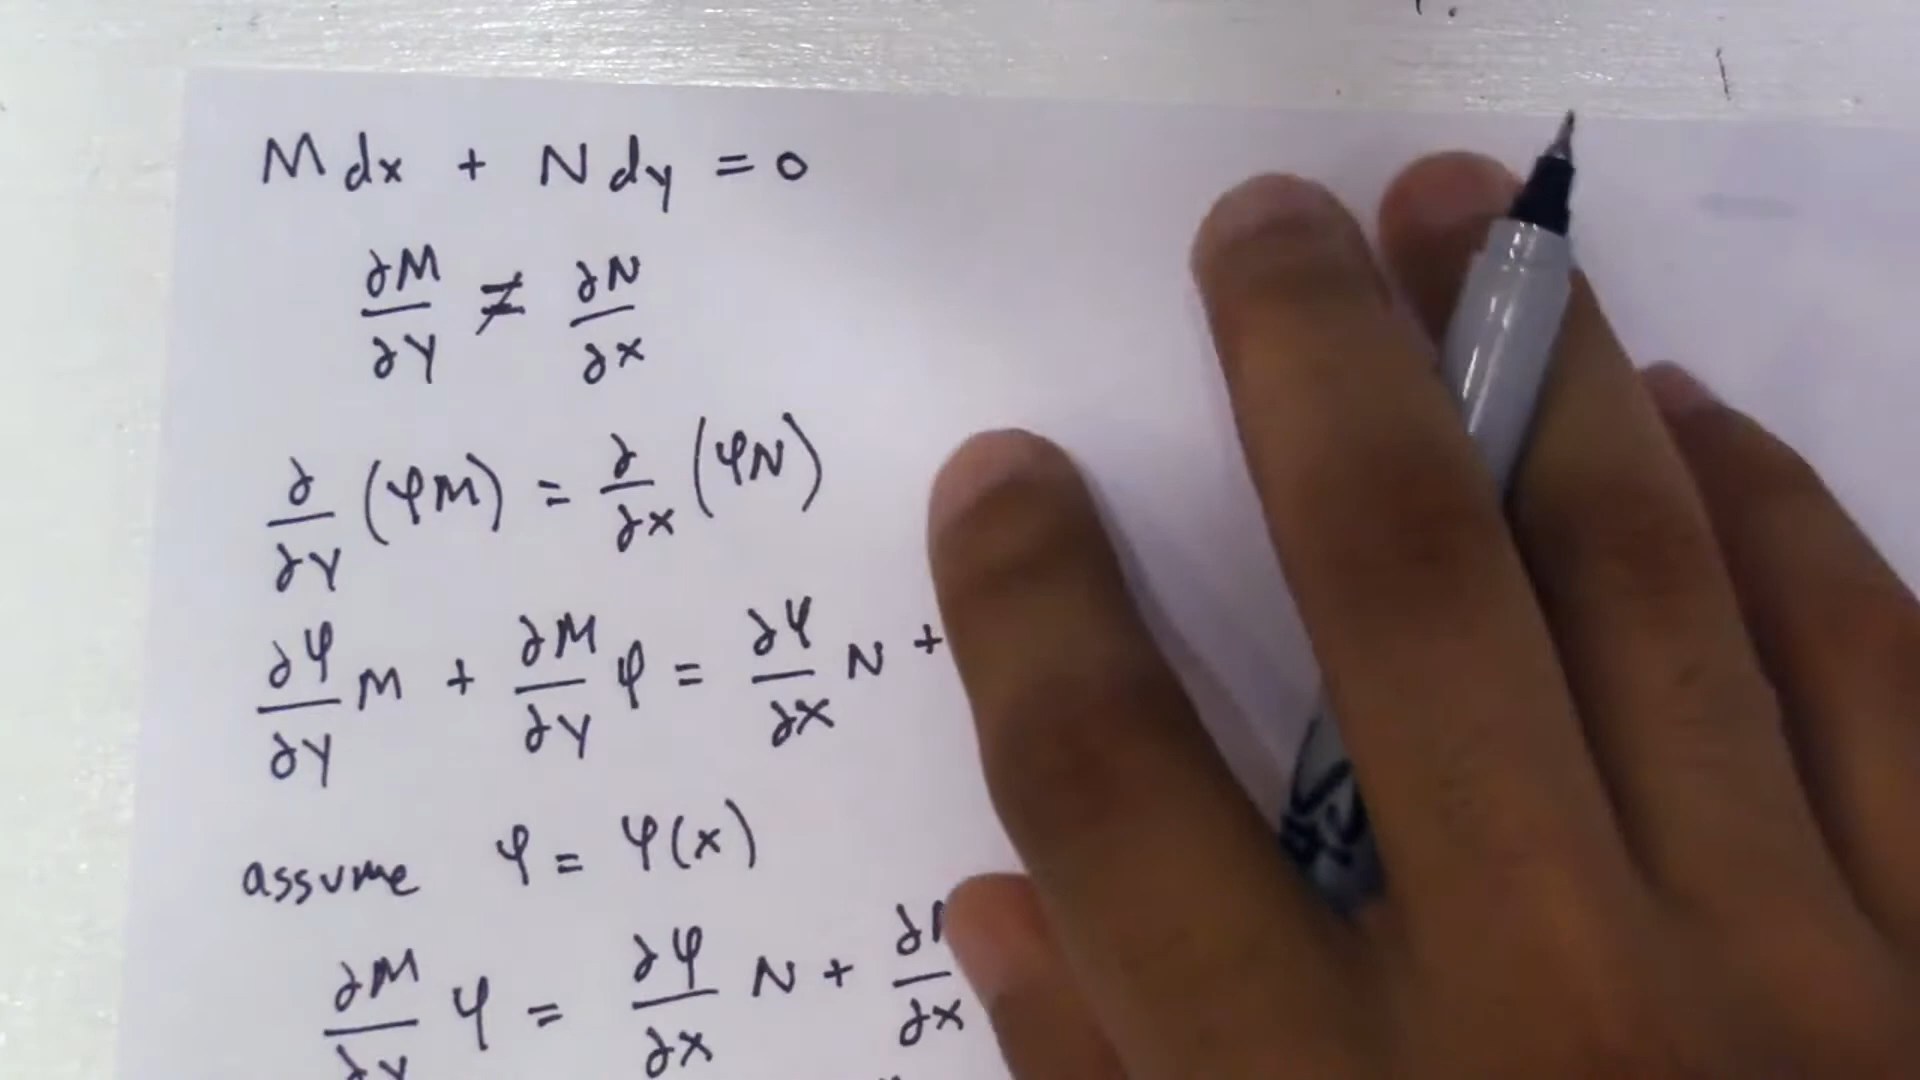 M dx + N dy = 0
∂M/∂y ≠ ∂N/∂x
∂/∂y (φM) = ∂/∂x (φN)
∂φ/∂y M + ∂M/∂y φ = ∂φ/∂x N +
assume φ = φ(x)
∂M/∂y φ = ∂φ/∂x N + ∂ /∂x